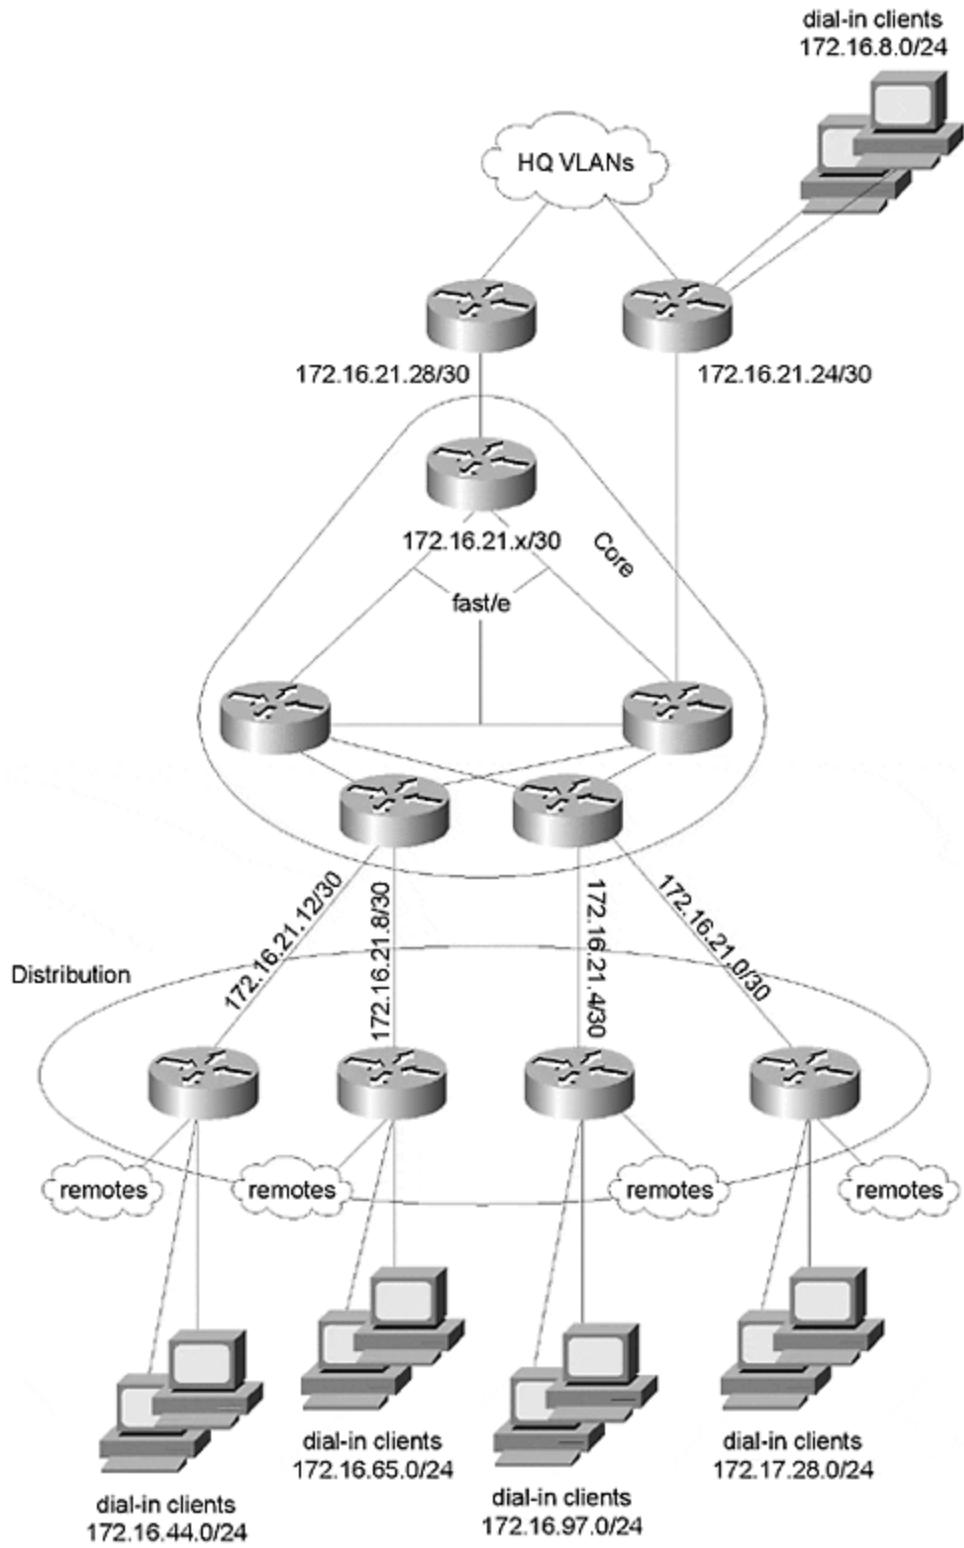 dial-in clients
172.16.8.0/24
HQ VLANs
172.16.21.28/30
172.16.21.24/30
172.16.21.x/30
Core
fast/e
172.16.21.12/30
172.16.21.8/30
172.16.21.4/30
172.16.21.0/30
Distribution
remotes
remotes
remotes
remotes
dial-in clients
172.16.44.0/24
dial-in clients
172.16.65.0/24
dial-in clients
172.16.97.0/24
dial-in clients
172.17.28.0/24